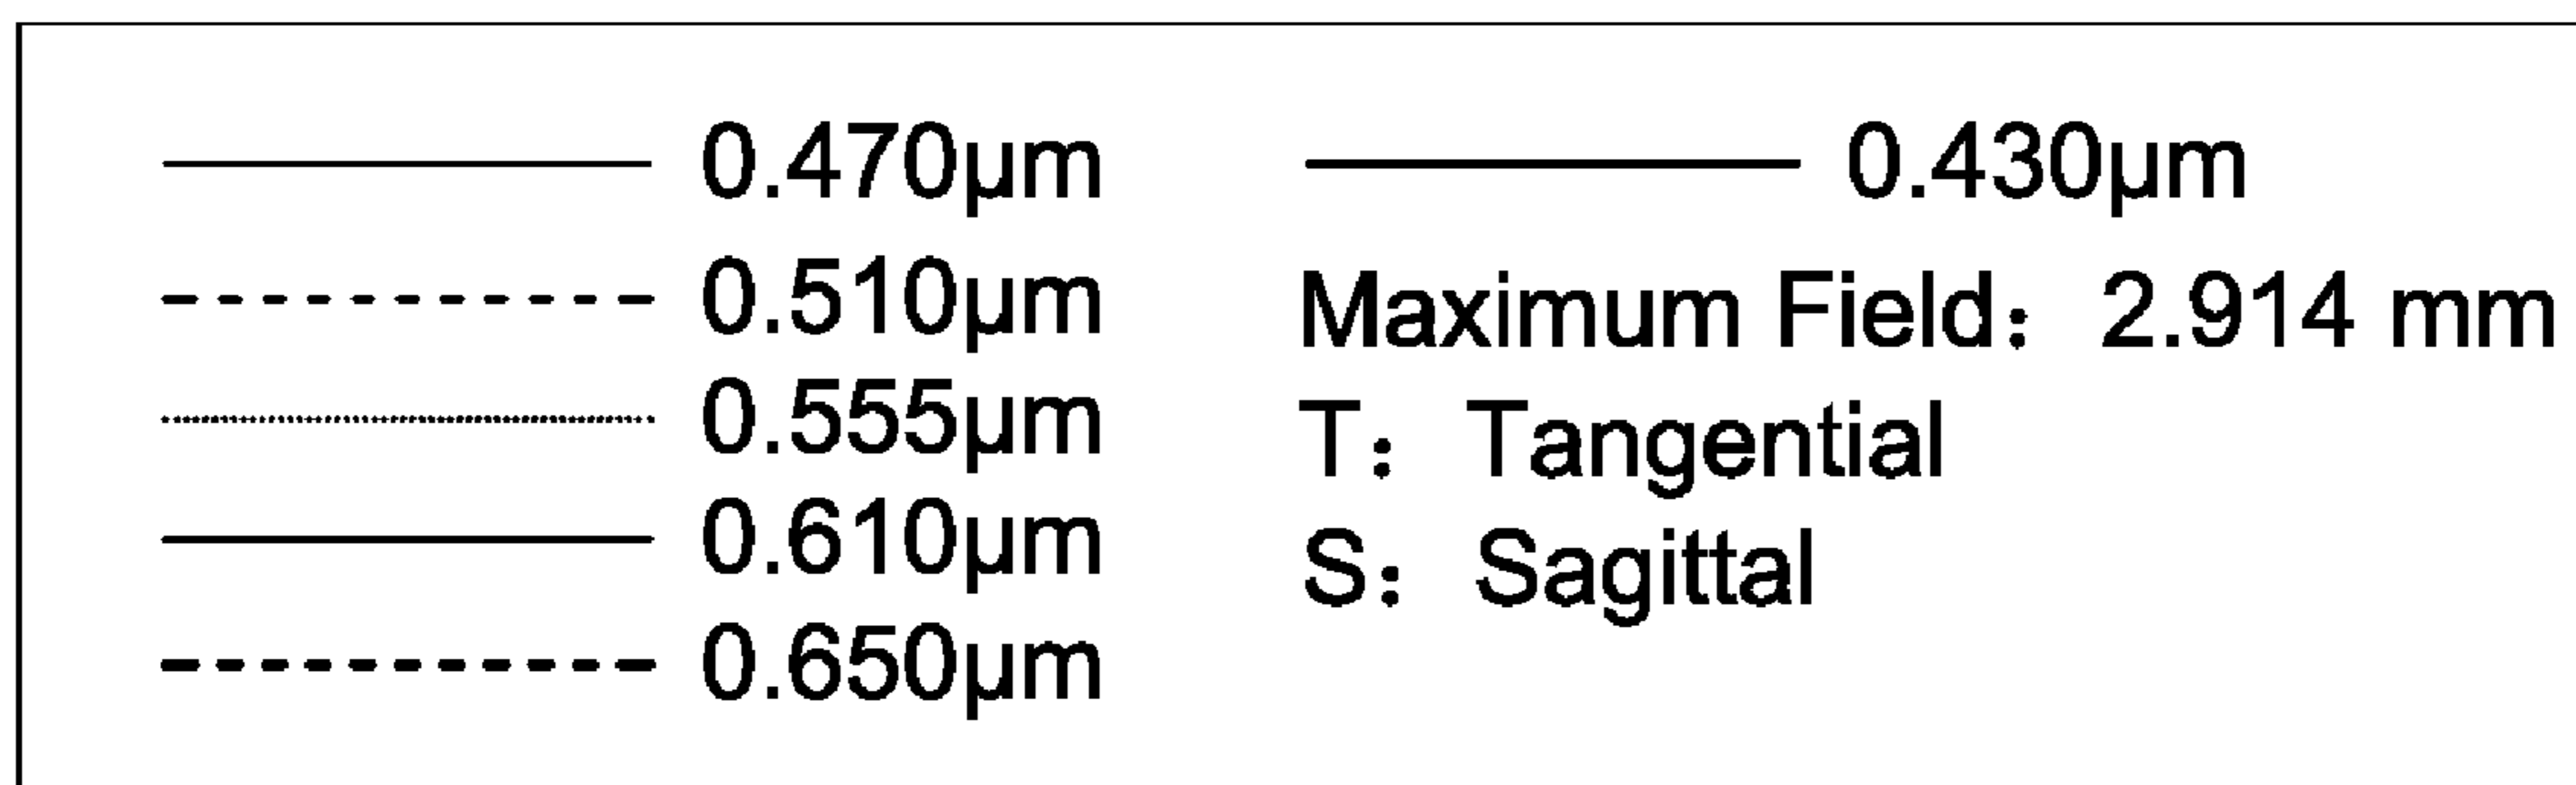 0.470µm
0.510µm
0.555µm
0.610µm
0.650µm
0.430µm
Maximum Field：2.914 mm
T：Tangential
S：Sagittal